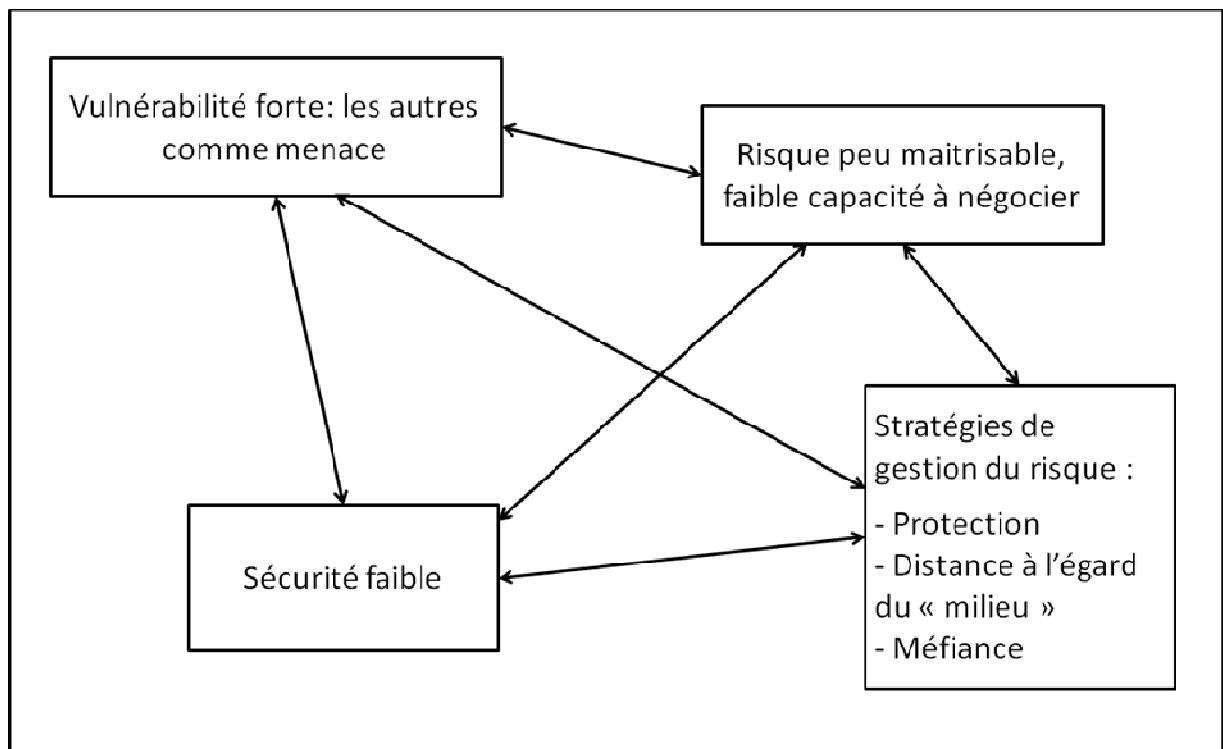 Vulnérabilité forte: les autres
comme menace
Risque peu maitrisable,
faible capacité à négocier
Stratégies de
gestion du risque :
- Protection
- Distance à l'égard
du « milieu »
- Méfiance
Sécurité faible